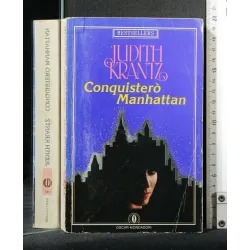 BESTSELLERS
JUDITH
KRANTZ
Conquisterò
Manhattan
OSCAR MONDADORI